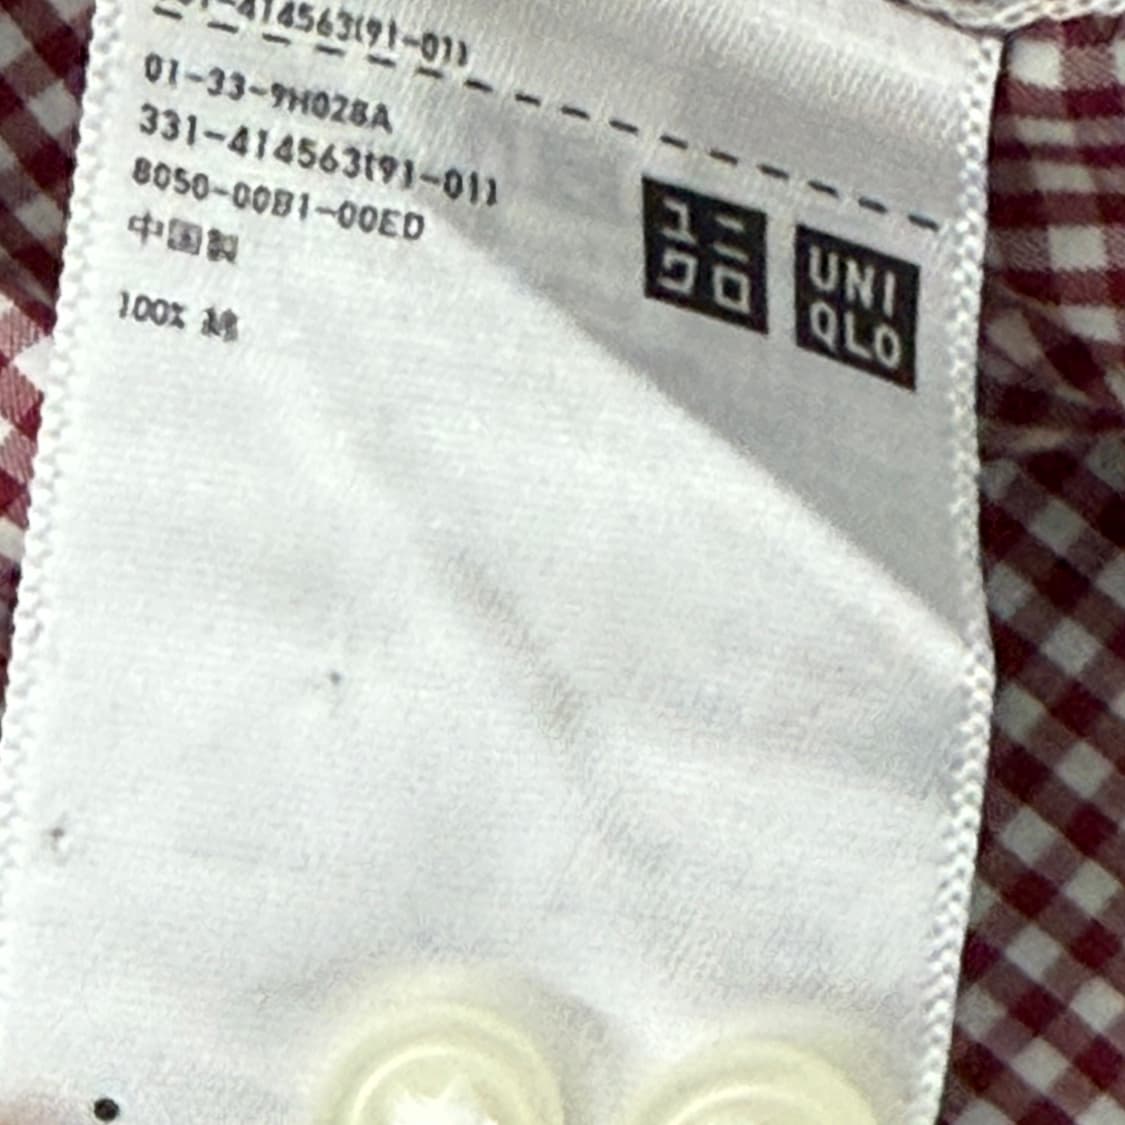 -414563(91-01)
01-33-9H028A
331-414563(91-01)
8050-00B1-00ED
中国製
100% 綿
ユニ
クロ
UNI
QLO